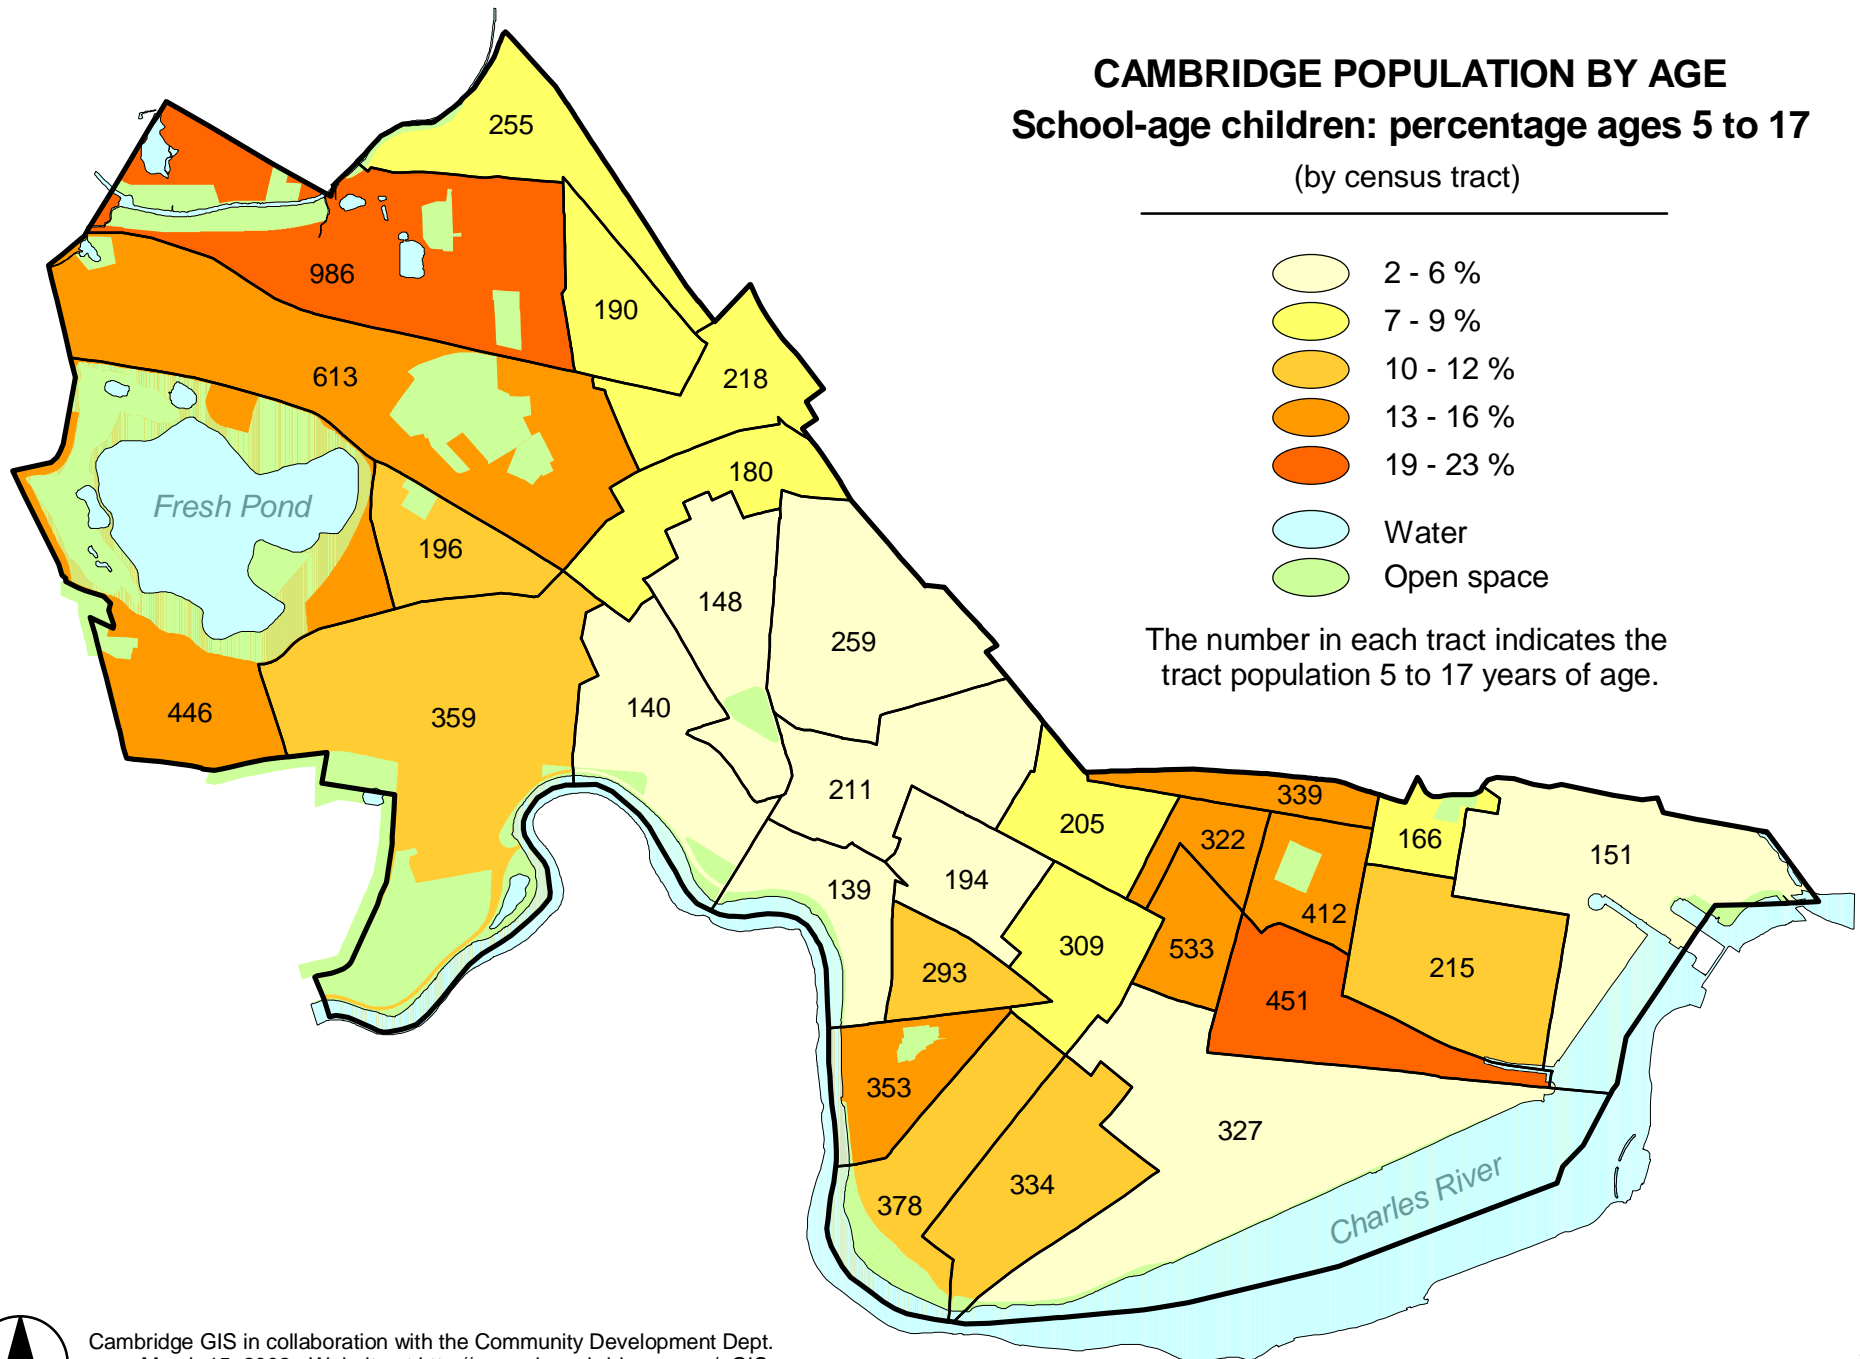 CAMBRIDGE POPULATION BY AGE
School-age children: percentage ages 5 to 17
(by census tract)
2 - 6 %
7 - 9 %
10 - 12 %
13 - 16 %
19 - 23 %
Water
Open space
The number in each tract indicates the
tract population 5 to 17 years of age.
255
986
190
613
218
180
Fresh Pond
196
148
259
446
359
140
211
205
339
322
166
151
139
194
412
309
533
293
215
451
353
327
334
378
Charles River
Cambridge GIS in collaboration with the Community Development Dept.